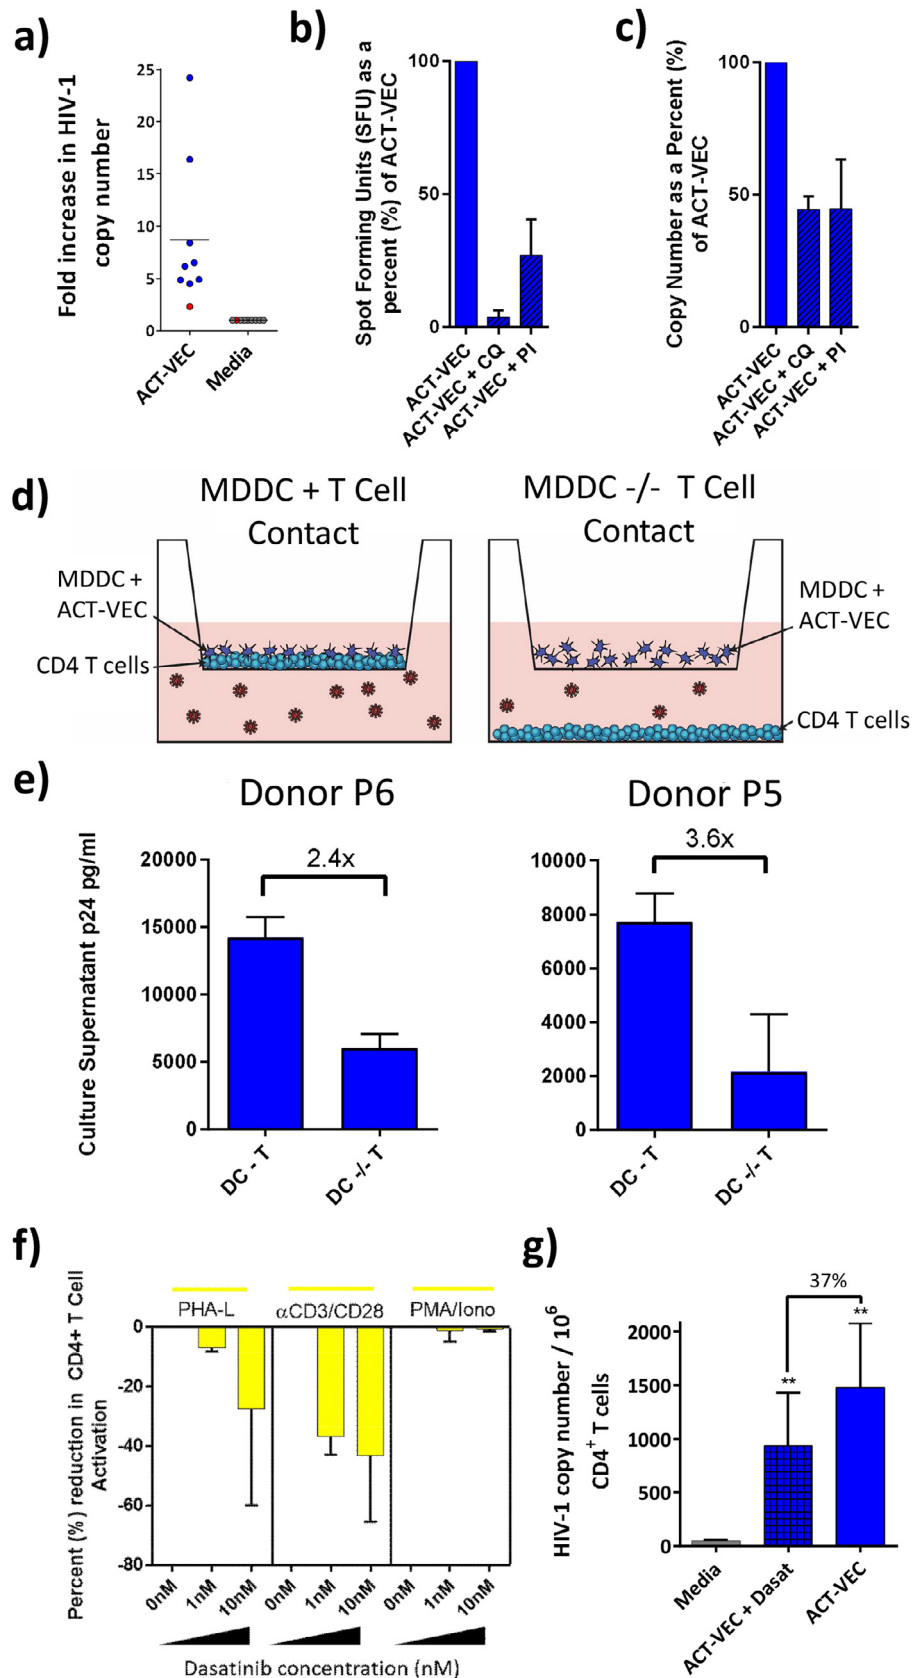 a)
Fold increase in HIV-1
copy number
25
20
15
10
5
0
ACT-VEC
Media
b)
Spot Forming Units (SFU) as a
percent (%) of ACT-VEC
100
50
0
ACT-VEC
ACT-VEC + CQ
ACT-VEC + PI
c)
Copy Number as a Percent (%)
of ACT-VEC
100
50
0
ACT-VEC
ACT-VEC + CQ
ACT-VEC + PI
d)
MDDC + T Cell
Contact
MDDC +
ACT-VEC
CD4 T cells
MDDC -/- T Cell
Contact
MDDC +
ACT-VEC
CD4 T cells
e)
Donor P6
Culture Supernatant p24 pg/ml
2.4x
20000
15000
10000
5000
0
DC - T
DC -/- T
Donor P5
3.6x
10000
8000
6000
4000
2000
0
DC - T
DC -/- T
f)
Percent (%) reduction in CD4+ T Cell
Activation
PHA-L
αCD3/CD28
PMA/Iono
0
-20
-40
-60
-80
0nM
1nM
10nM
0nM
1nM
10nM
0nM
1nM
10nM
Dasatinib concentration (nM)
g)
HIV-1 copy number / 10⁶
CD4⁺ T cells
37%
**
**
2000
1500
1000
500
0
Media
ACT-VEC + Dasat
ACT-VEC